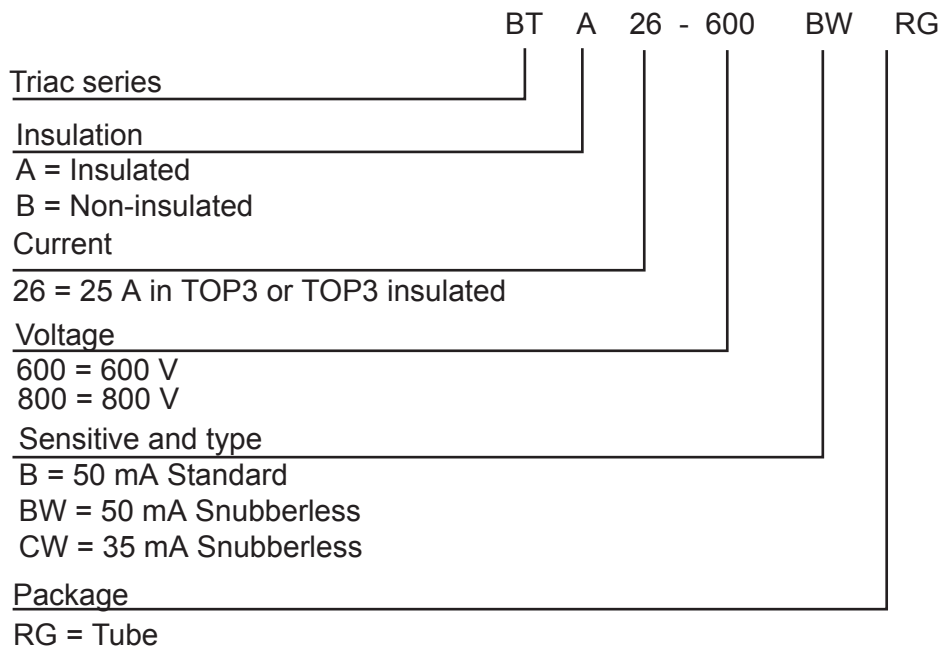 BT A 26 - 600 BW RG
Triac series
Insulation
A = Insulated
B = Non-insulated
Current
26 = 25 A in TOP3 or TOP3 insulated
Voltage
600 = 600 V
800 = 800 V
Sensitive and type
B = 50 mA Standard
BW = 50 mA Snubberless
CW = 35 mA Snubberless
Package
RG = Tube